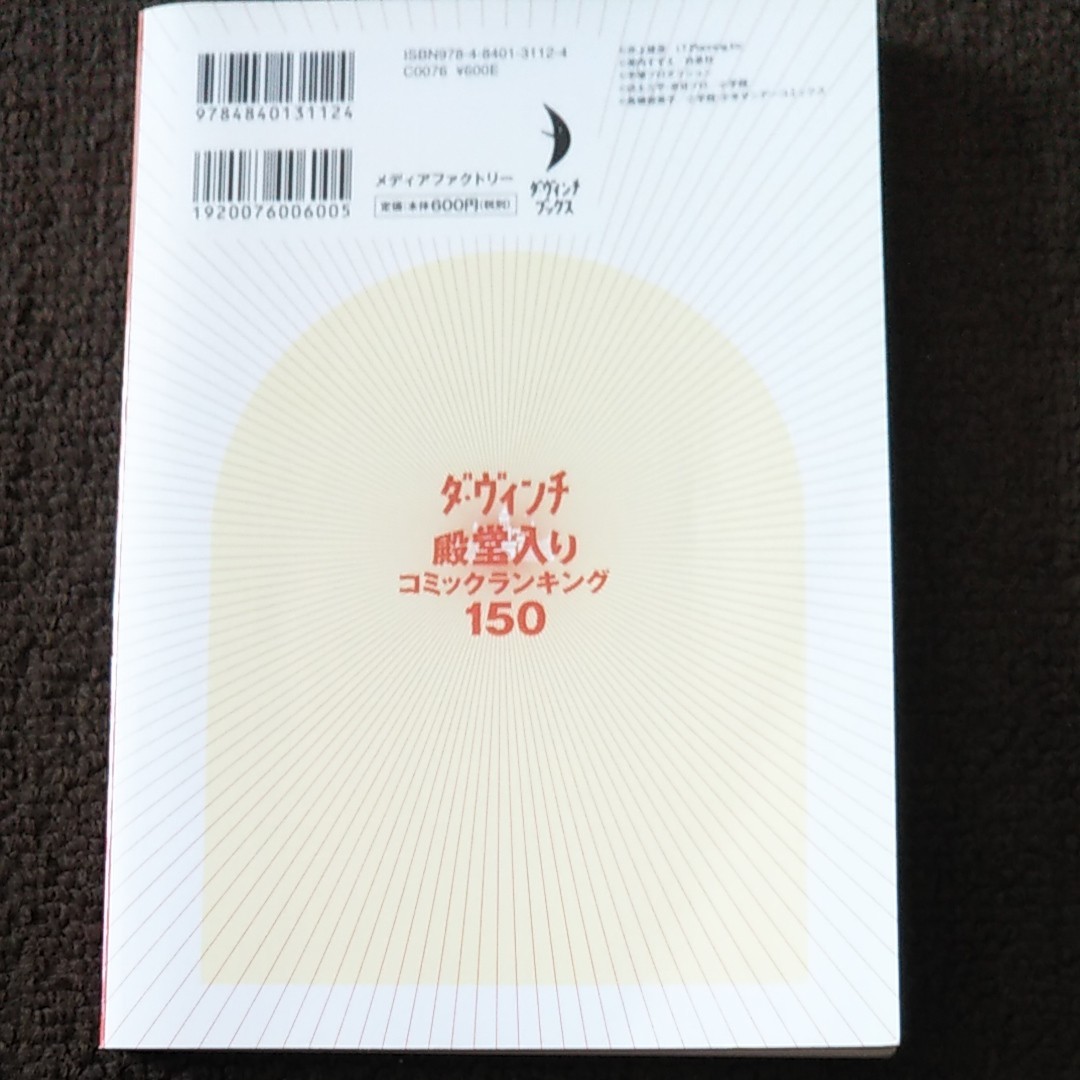 9784840131124
1920076006005
ISBN978-4-8401-3112-4
C0076 ¥600E
メディアファクトリー
定価:本体600円(税別)
ダ・ヴィンチ
ブックス
ダ・ヴィンチ
殿堂入り
コミックランキング
150